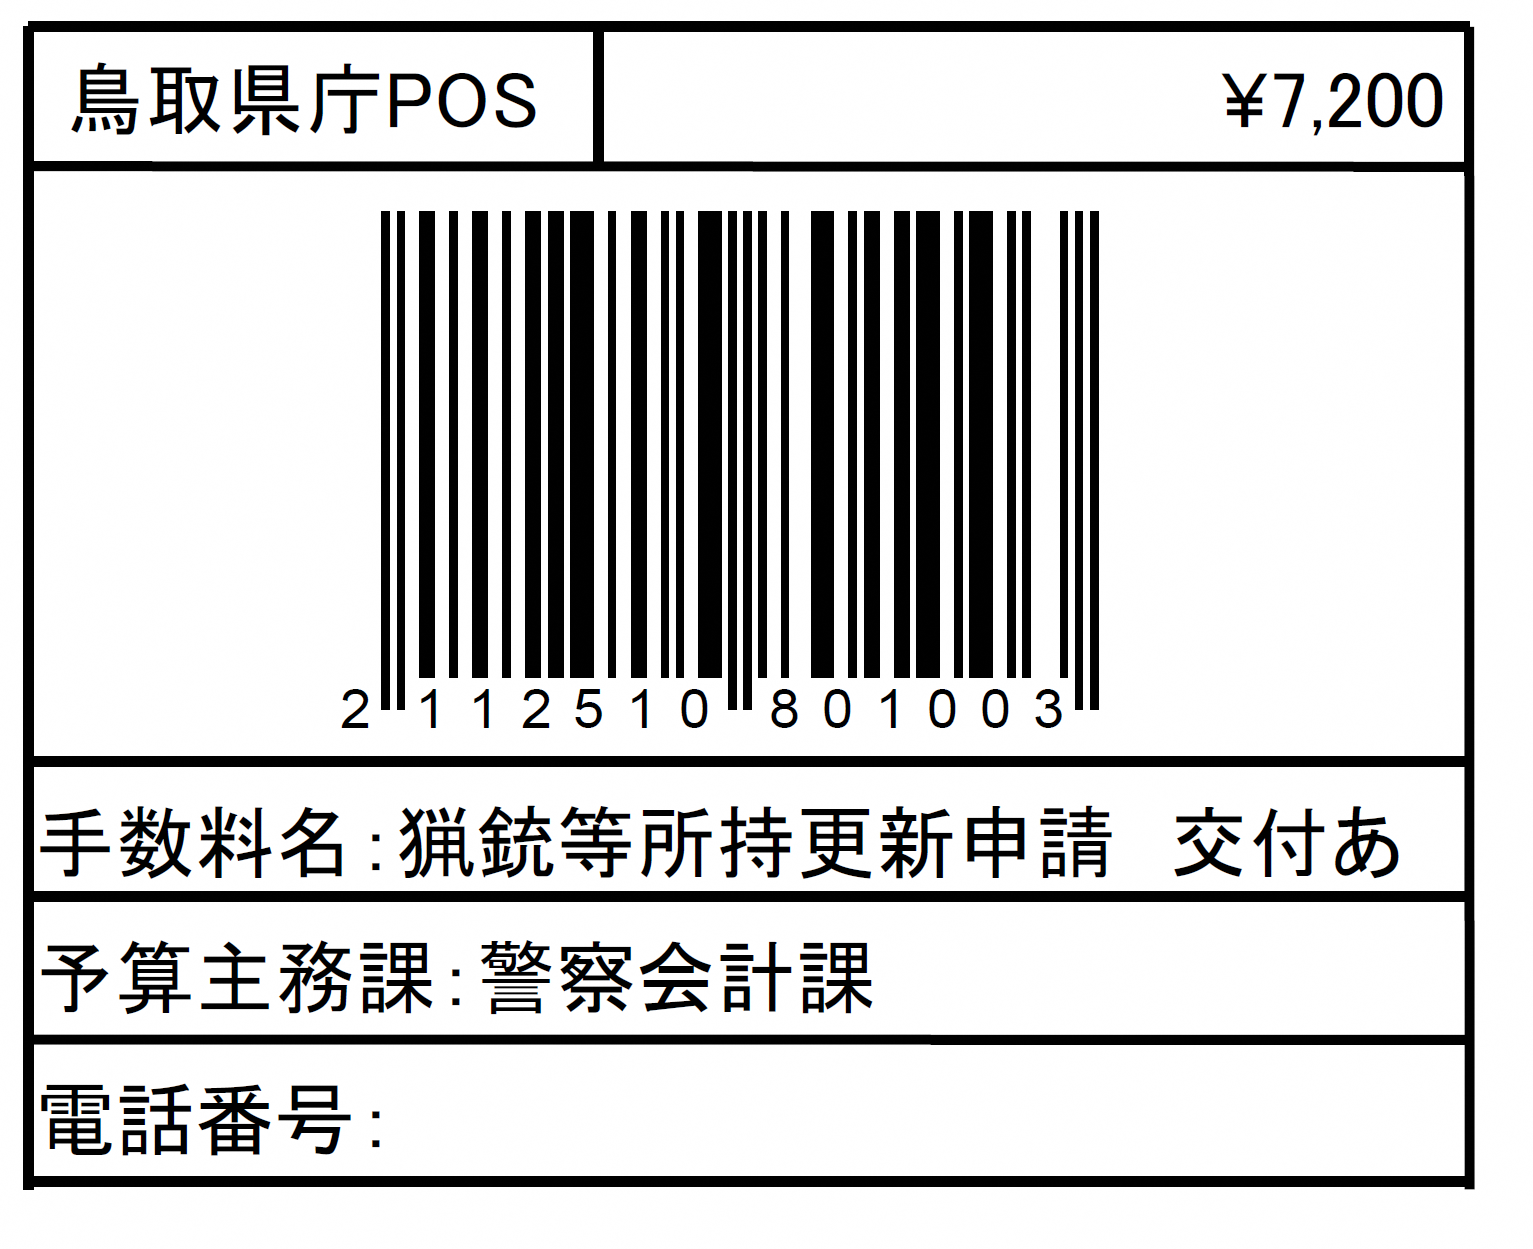 鳥取県庁POS ¥7,200
2 112510 801003
手数料名:猟銃等所持更新申請　交付あ
予算主務課:警察会計課
電話番号: